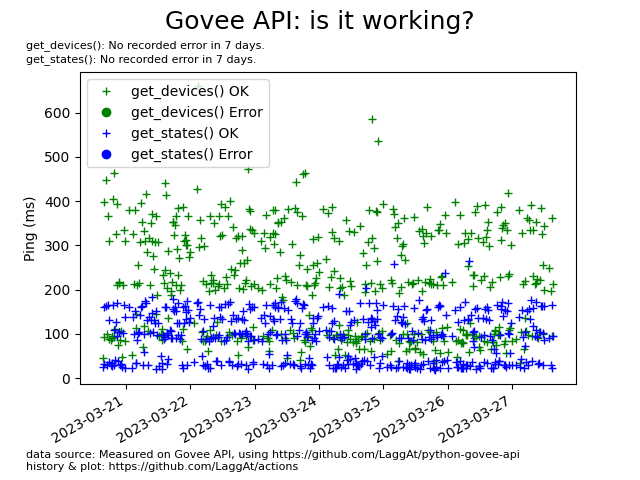 Govee API: is it working?
get_devices(): No recorded error in 7 days.
get_states(): No recorded error in 7 days.
get_devices() OK
get_devices() Error
get_states() OK
get_states() Error
Ping (ms)
600
500
400
300
200
100
0
2023-03-21
2023-03-22
2023-03-23
2023-03-24
2023-03-25
2023-03-26
2023-03-27
data source: Measured on Govee API, using https://github.com/LaggAt/python-govee-api
history & plot: https://github.com/LaggAt/actions